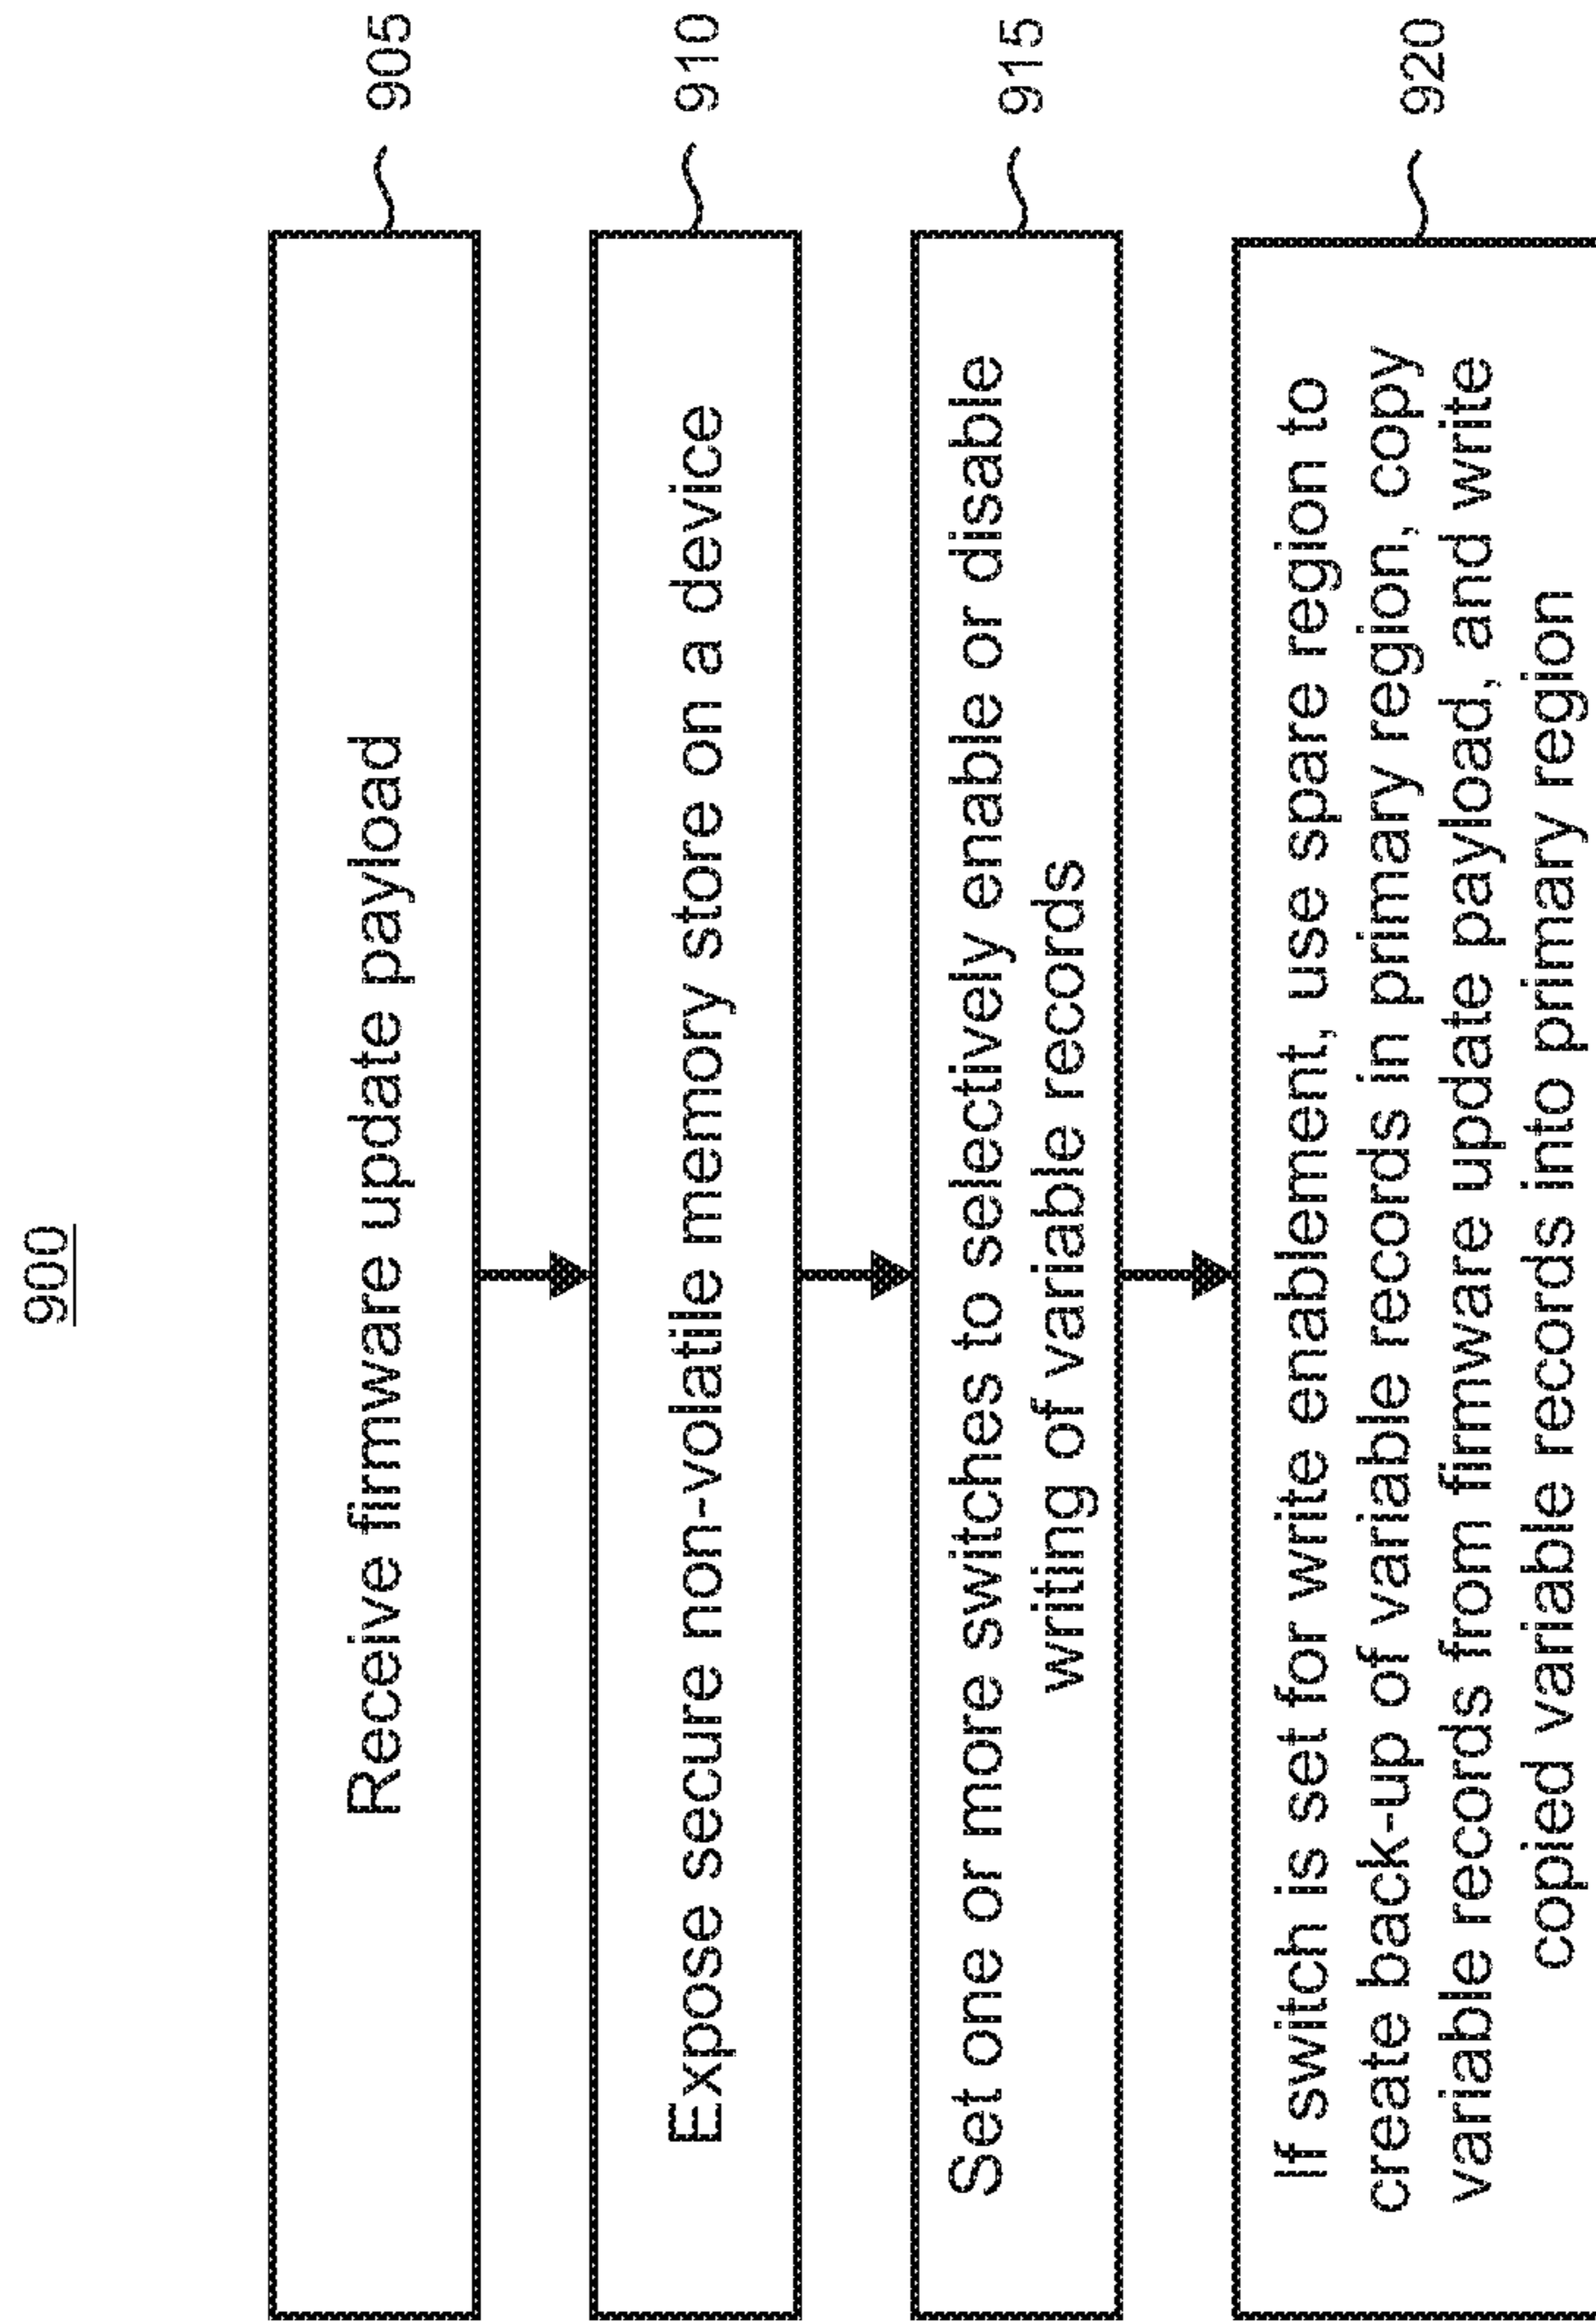 900
Receive firmware update payload
905
Expose secure non-volatile memory store on a device
910
Set one or more switches to selectively enable or disable
writing of variable records
915
If switch is set for write enablement, use spare region to
create back-up of variable records in primary region, copy
variable records from firmware update payload, and write
copied variable records into primary region
920